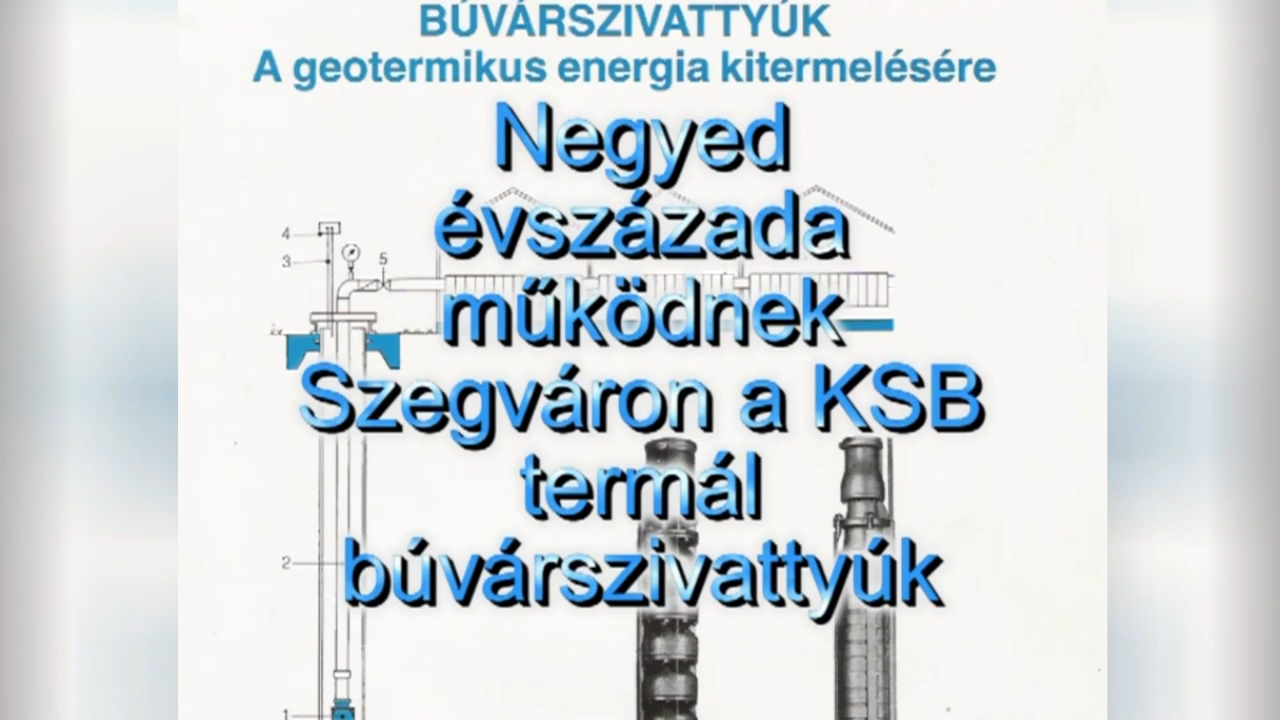 BÚVÁRSZIVATTYÚK
A geotermikus energia kitermelésére
Negyed
évszázada
működnek
Szegváron a KSB
termál
búvárszivattyúk
4
3
5
2
1